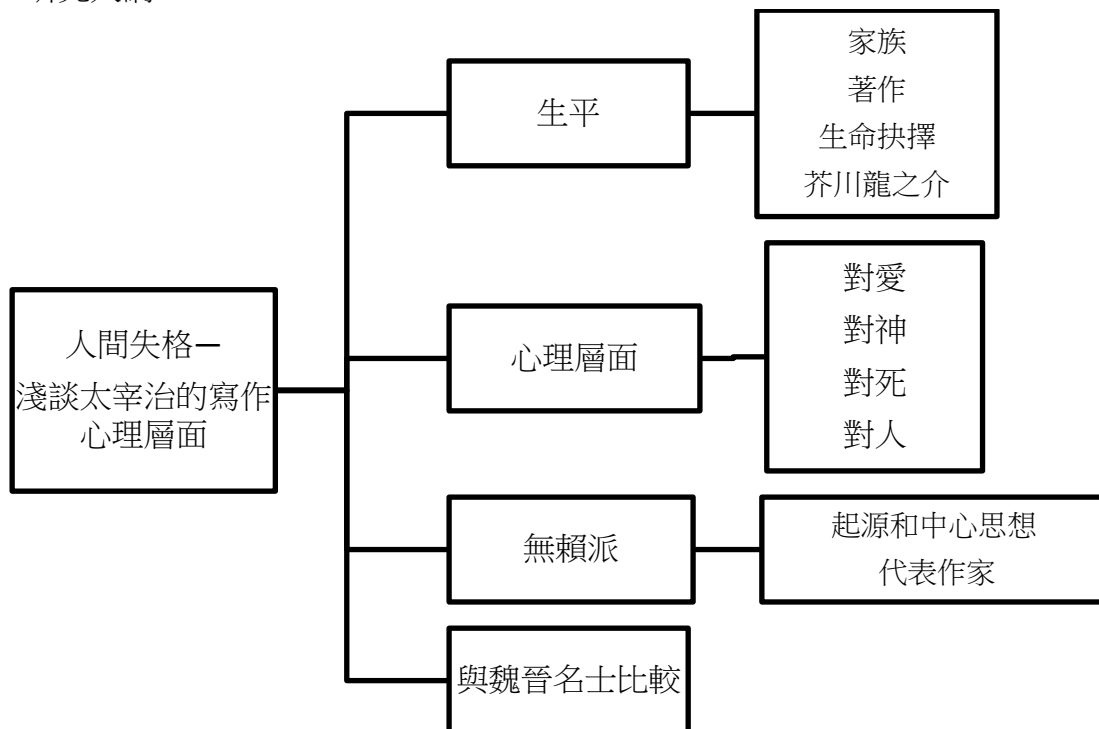 人間失格—
淺談太宰治的寫作
心理層面
生平
家族
著作
生命抉擇
芥川龍之介
心理層面
對愛
對神
對死
對人
無賴派
起源和中心思想
代表作家
與魏晉名士比較